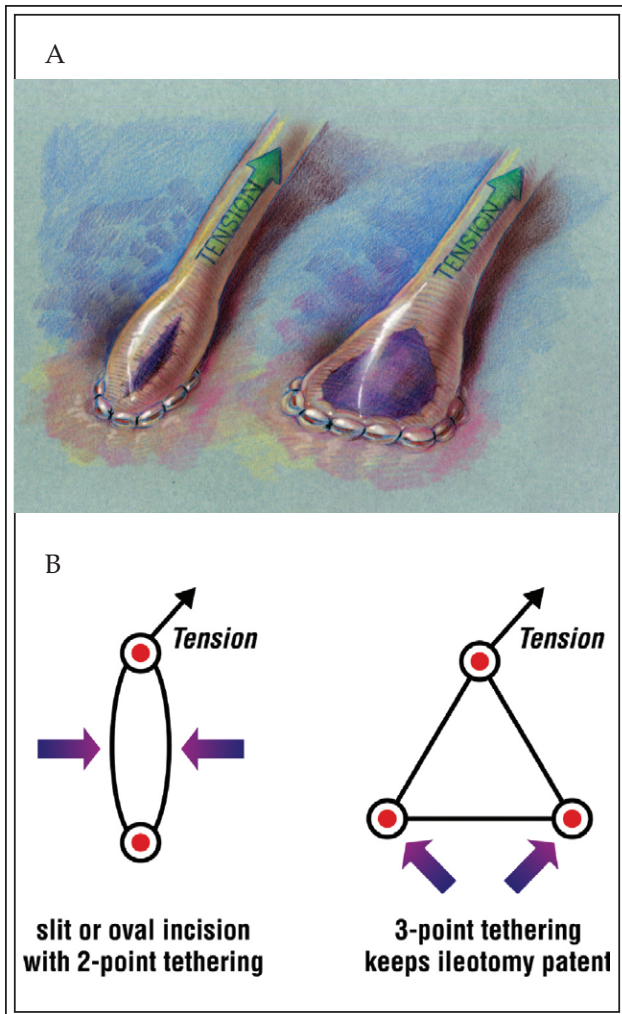 A
TENSION
TENSION
B
Tension
Tension
slit or oval incision
with 2-point tethering
3-point tethering
keeps ileotomy patent